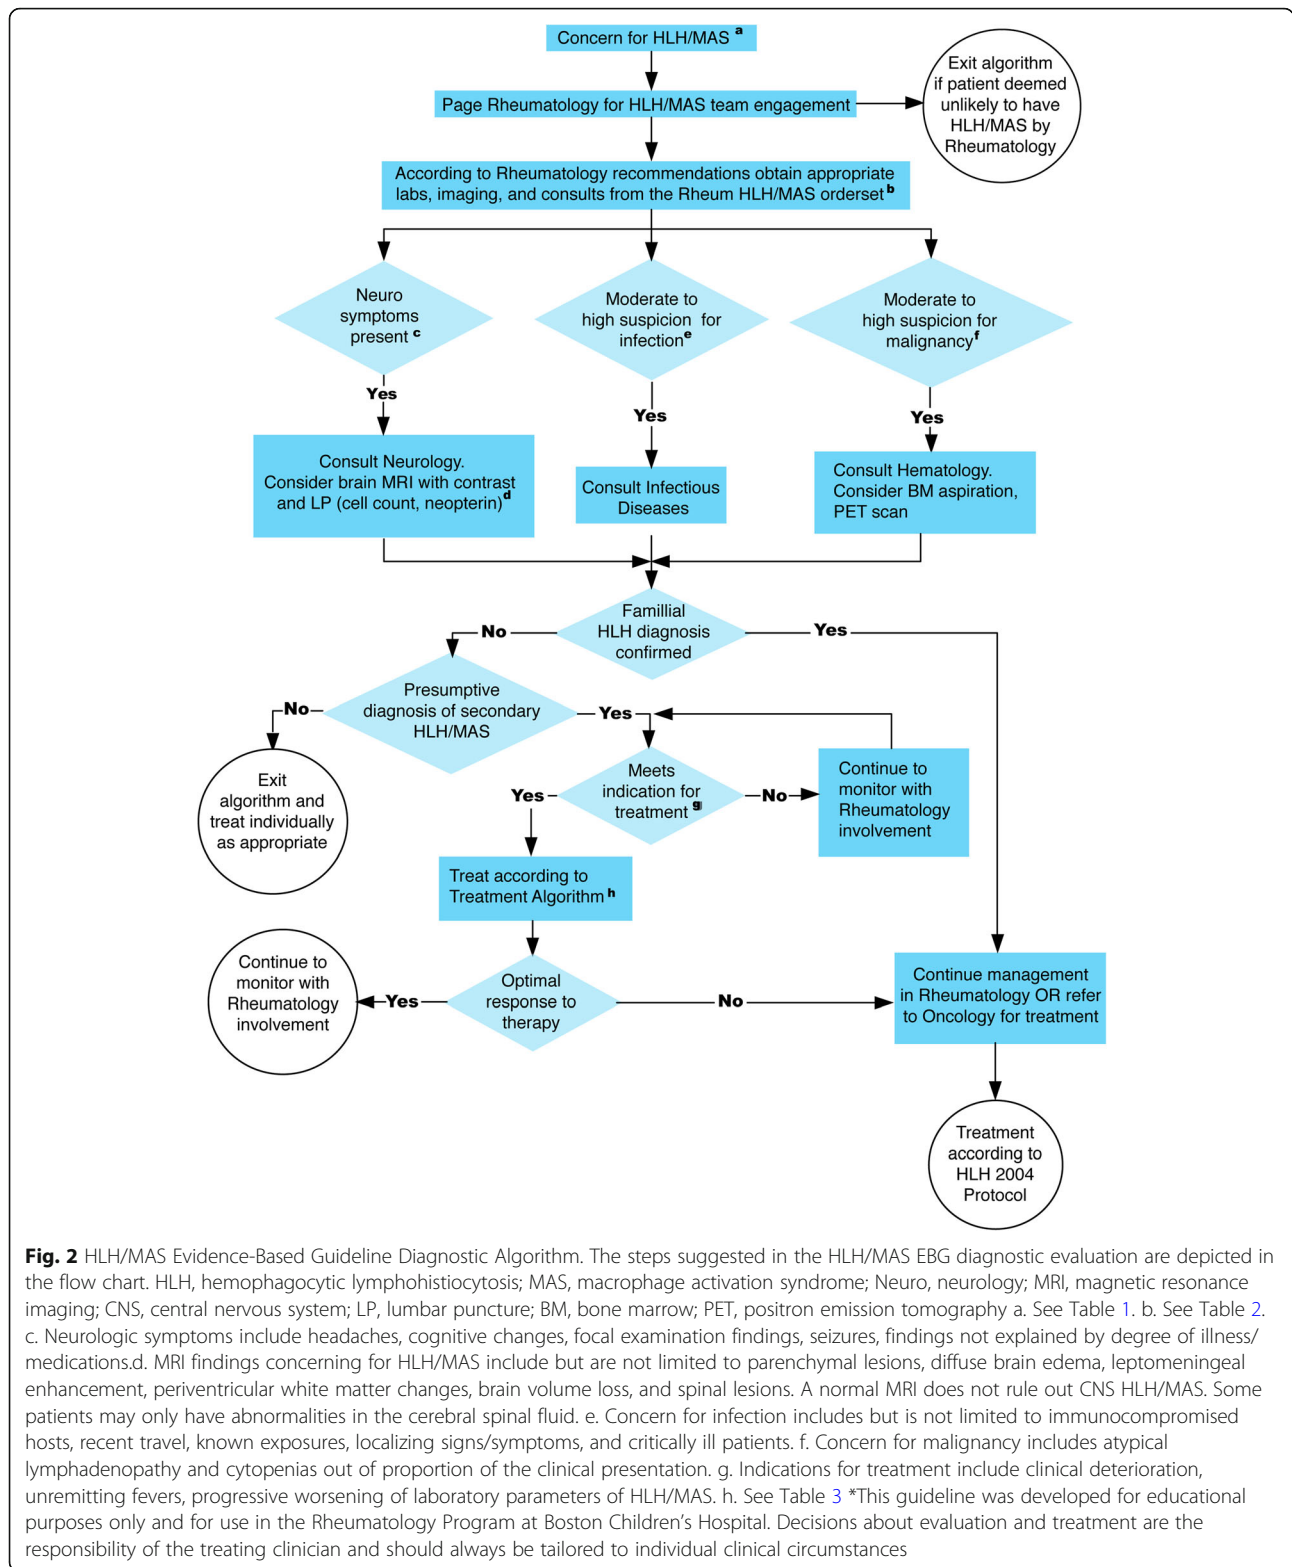 Concern for HLH/MAS a
Page Rheumatology for HLH/MAS team engagement
Exit algorithm
if patient deemed
unlikely to have
HLH/MAS by
Rheumatology
According to Rheumatology recommendations obtain appropriate
labs, imaging, and consults from the Rheum HLH/MAS orderset b
Neuro
symptoms
present c
Moderate to
high suspicion for
infection e
Moderate to
high suspicion for
malignancy f
Yes
Yes
Yes
Consult Neurology.
Consider brain MRI with contrast
and LP (cell count, neopterin) d
Consult Infectious
Diseases
Consult Hematology.
Consider BM aspiration,
PET scan
Famillial
HLH diagnosis
confirmed
No
Yes
Presumptive
diagnosis of secondary
HLH/MAS
No
Yes
Exit
algorithm and
treat individually
as appropriate
Meets
indication for
treatment g
Yes
No
Continue to
monitor with
Rheumatology
involvement
Treat according to
Treatment Algorithm h
Optimal
response to
therapy
Yes
No
Continue to
monitor with
Rheumatology
involvement
Continue management
in Rheumatology OR refer
to Oncology for treatment
Treatment
according to
HLH 2004
Protocol
Fig. 2 HLH/MAS Evidence-Based Guideline Diagnostic Algorithm. The steps suggested in the HLH/MAS EBG diagnostic evaluation are depicted in
the flow chart. HLH, hemophagocytic lymphohistiocytosis; MAS, macrophage activation syndrome; Neuro, neurology; MRI, magnetic resonance
imaging; CNS, central nervous system; LP, lumbar puncture; BM, bone marrow; PET, positron emission tomography a. See Table 1. b. See Table 2.
c. Neurologic symptoms include headaches, cognitive changes, focal examination findings, seizures, findings not explained by degree of illness/
medications.d. MRI findings concerning for HLH/MAS include but are not limited to parenchymal lesions, diffuse brain edema, leptomeningeal
enhancement, periventricular white matter changes, brain volume loss, and spinal lesions. A normal MRI does not rule out CNS HLH/MAS. Some
patients may only have abnormalities in the cerebral spinal fluid. e. Concern for infection includes but is not limited to immunocompromised
hosts, recent travel, known exposures, localizing signs/symptoms, and critically ill patients. f. Concern for malignancy includes atypical
lymphadenopathy and cytopenias out of proportion of the clinical presentation. g. Indications for treatment include clinical deterioration,
unremitting fevers, progressive worsening of laboratory parameters of HLH/MAS. h. See Table 3 *This guideline was developed for educational
purposes only and for use in the Rheumatology Program at Boston Children's Hospital. Decisions about evaluation and treatment are the
responsibility of the treating clinician and should always be tailored to individual clinical circumstances